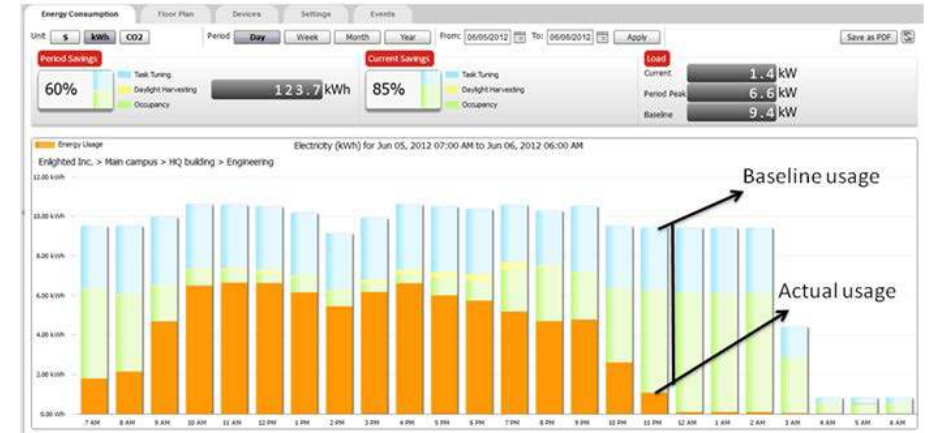 Energy Consumption Floor Plan Devices Settings Events
Unit $ kWh CO2 Period Day Week Month Year From: 06/05/2012 To: 06/06/2012 Apply Save as PDF
Period Savings Current Savings Load
60% Task Tuning Daylight Harvesting Occupancy 123.7 kWh 85% Task Tuning Daylight Harvesting Occupancy
Current 1.4 kW
Period Peak 6.6 kW
Baseline 9.4 kW
Energy Usage Electricity (kWh) for Jun 05, 2012 07:00 AM to Jun 06, 2012 06:00 AM
Enlighted Inc. > Main campus > HQ building > Engineering
12.00 kWh
Baseline usage
10.00 kWh
8.00 kWh
6.00 kWh
Actual usage
4.00 kWh
2.00 kWh
0.00 kWh
7 AM 8 AM 9 AM 10 AM 11 AM 12 PM 1 PM 2 PM 3 PM 4 PM 5 PM 6 PM 7 PM 8 PM 9 PM 10 PM 11 PM 12 AM 1 AM 2 AM 3 AM 4 AM 5 AM 6 AM